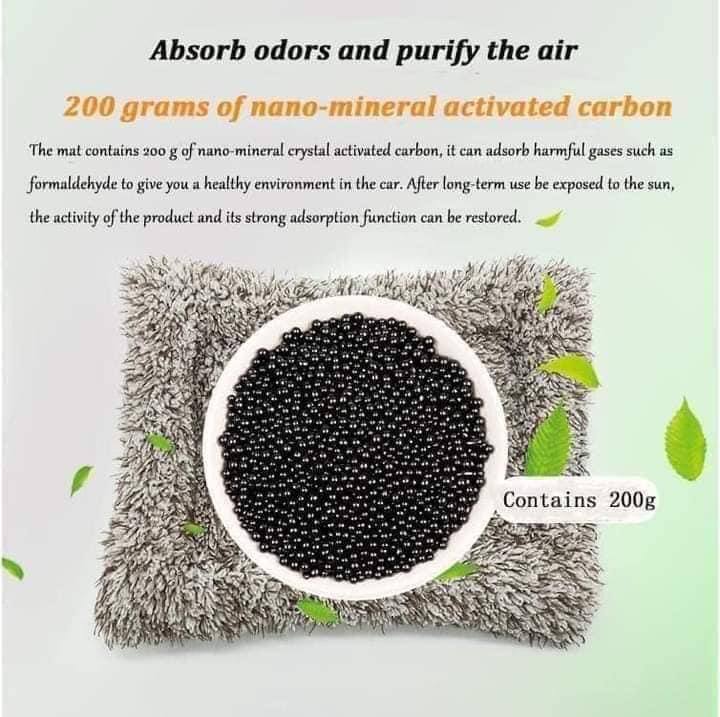 Absorb odors and purify the air
200 grams of nano-mineral activated carbon
The mat contains 200 g of nano-mineral crystal activated carbon, it can adsorb harmful gases such as
formaldehyde to give you a healthy environment in the car. After long-term use be exposed to the sun,
the activity of the product and its strong adsorption function can be restored.
Contains 200g